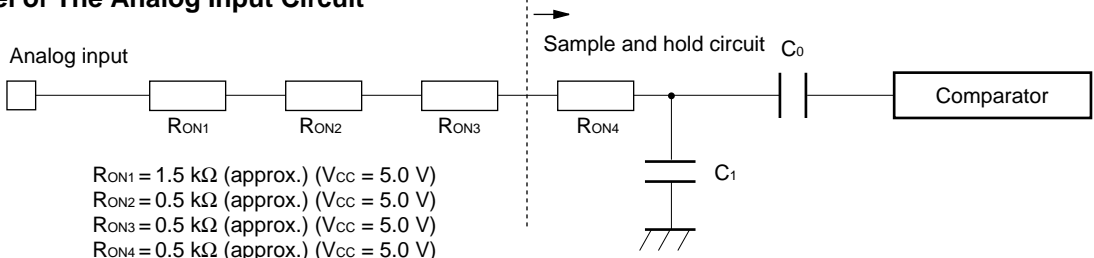 The Analog Input Circuit
Sample and hold circuit
C0
Analog input
Comparator
RON1
RON2
RON3
RON4
C1
RON1 = 1.5 kΩ (approx.) (VCC = 5.0 V)
RON2 = 0.5 kΩ (approx.) (VCC = 5.0 V)
RON3 = 0.5 kΩ (approx.) (VCC = 5.0 V)
RON4 = 0.5 kΩ (approx.) (VCC = 5.0 V)